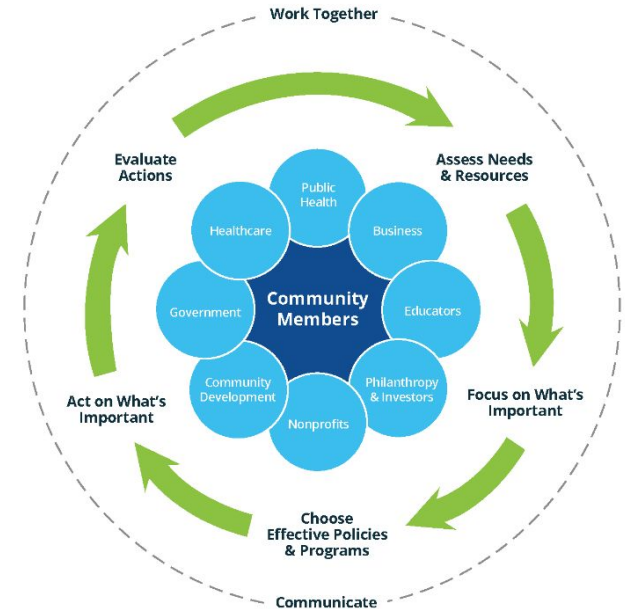 Work Together
Evaluate
Actions
Assess Needs
& Resources
Public
Health
Healthcare
Business
Community
Members
Government
Educators
Community
Development
Philanthropy
& Investors
Nonprofits
Act on What's
Important
Focus on What's
Important
Choose
Effective Policies
& Programs
Communicate